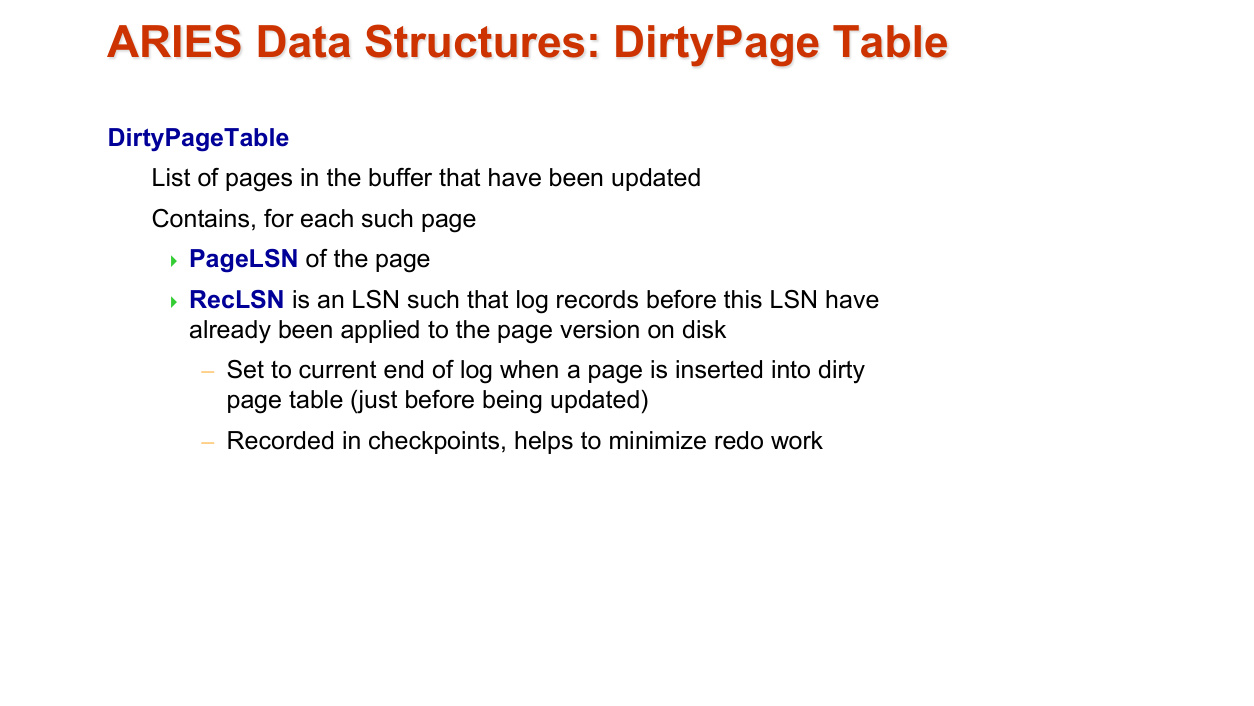 ARIES Data Structures: DirtyPage Table
DirtyPageTable
List of pages in the buffer that have been updated
Contains, for each such page
PageLSN of the page
RecLSN is an LSN such that log records before this LSN have
already been applied to the page version on disk
– Set to current end of log when a page is inserted into dirty
page table (just before being updated)
– Recorded in checkpoints, helps to minimize redo work